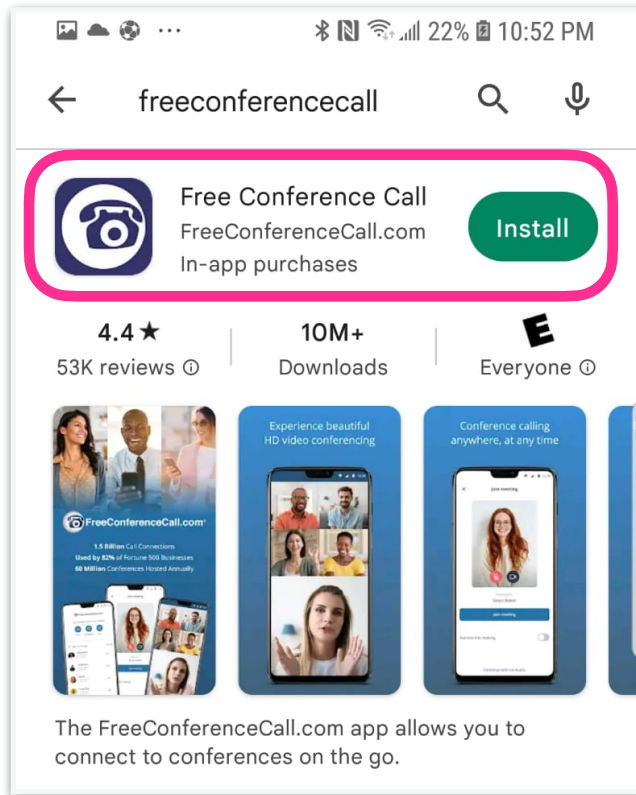 22% 10:52 PM
freeconferencecall
Free Conference Call
FreeConferenceCall.com
In-app purchases
Install
4.4★
53K reviews
10M+
Downloads
E
Everyone
FreeConferenceCall.com
1.5 Billion Call Connections
Used by 82% of Fortune 500 Businesses
60 Million Conferences Hosted Annually
Experience beautiful
HD video conferencing
Conference calling
anywhere, at any time
Join meeting
Join meeting
The FreeConferenceCall.com app allows you to
connect to conferences on the go.